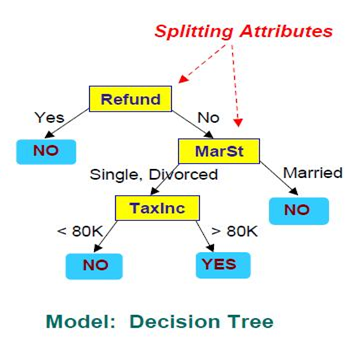 Splitting Attributes
Refund
Yes
No
NO
MarSt
Single, Divorced
Married
TaxInc
NO
< 80K
> 80K
NO
YES
Model: Decision Tree